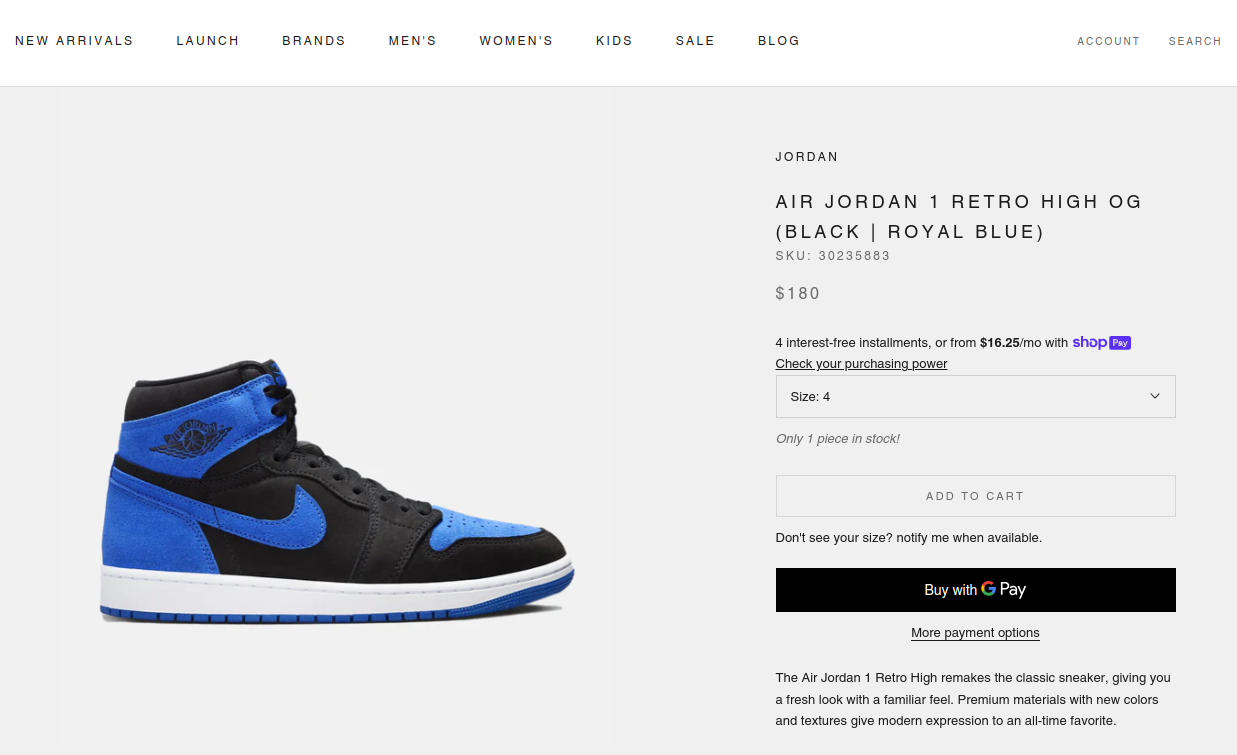 NEW ARRIVALS LAUNCH BRANDS MEN'S WOMEN'S KIDS SALE BLOG ACCOUNT SEARCH
JORDAN
AIR JORDAN 1 RETRO HIGH OG
(BLACK | ROYAL BLUE)
SKU: 30235883
$180
4 interest-free installments, or from $16.25/mo with shop Pay
Check your purchasing power
Size: 4
Only 1 piece in stock!
ADD TO CART
Don't see your size? notify me when available.
Buy with G Pay
More payment options
The Air Jordan 1 Retro High remakes the classic sneaker, giving you
a fresh look with a familiar feel. Premium materials with new colors
and textures give modern expression to an all-time favorite.